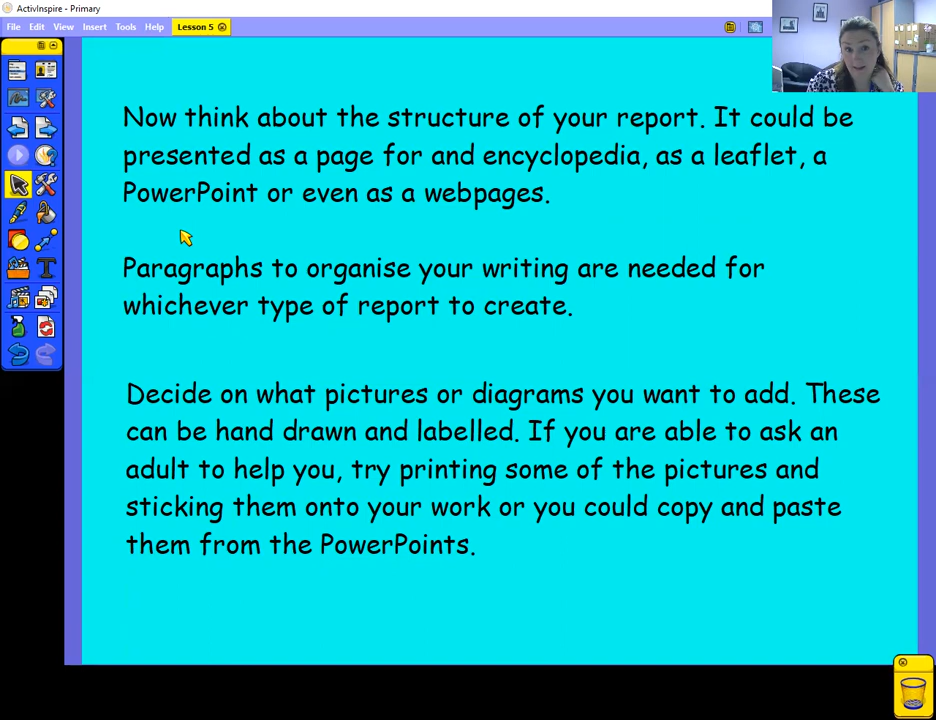 ActivInspire - Primary
File Edit View Insert Tools Help Lesson 5
Now think about the structure of your report. It could be
presented as a page for and encyclopedia, as a leaflet, a
PowerPoint or even as a webpages.
Paragraphs to organise your writing are needed for
whichever type of report to create.
Decide on what pictures or diagrams you want to add. These
can be hand drawn and labelled. If you are able to ask an
adult to help you, try printing some of the pictures and
sticking them onto your work or you could copy and paste
them from the PowerPoints.